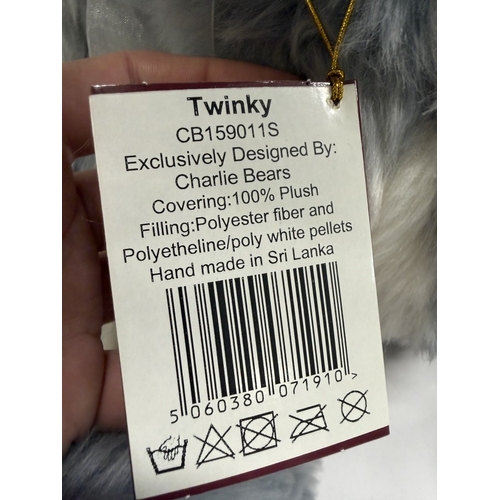 Twinky
CB159011S
Exclusively Designed By:
Charlie Bears
Covering:100% Plush
Filling:Polyester fiber and
Polyetheline/poly white pellets
Hand made in Sri Lanka
5 060380 071910 >